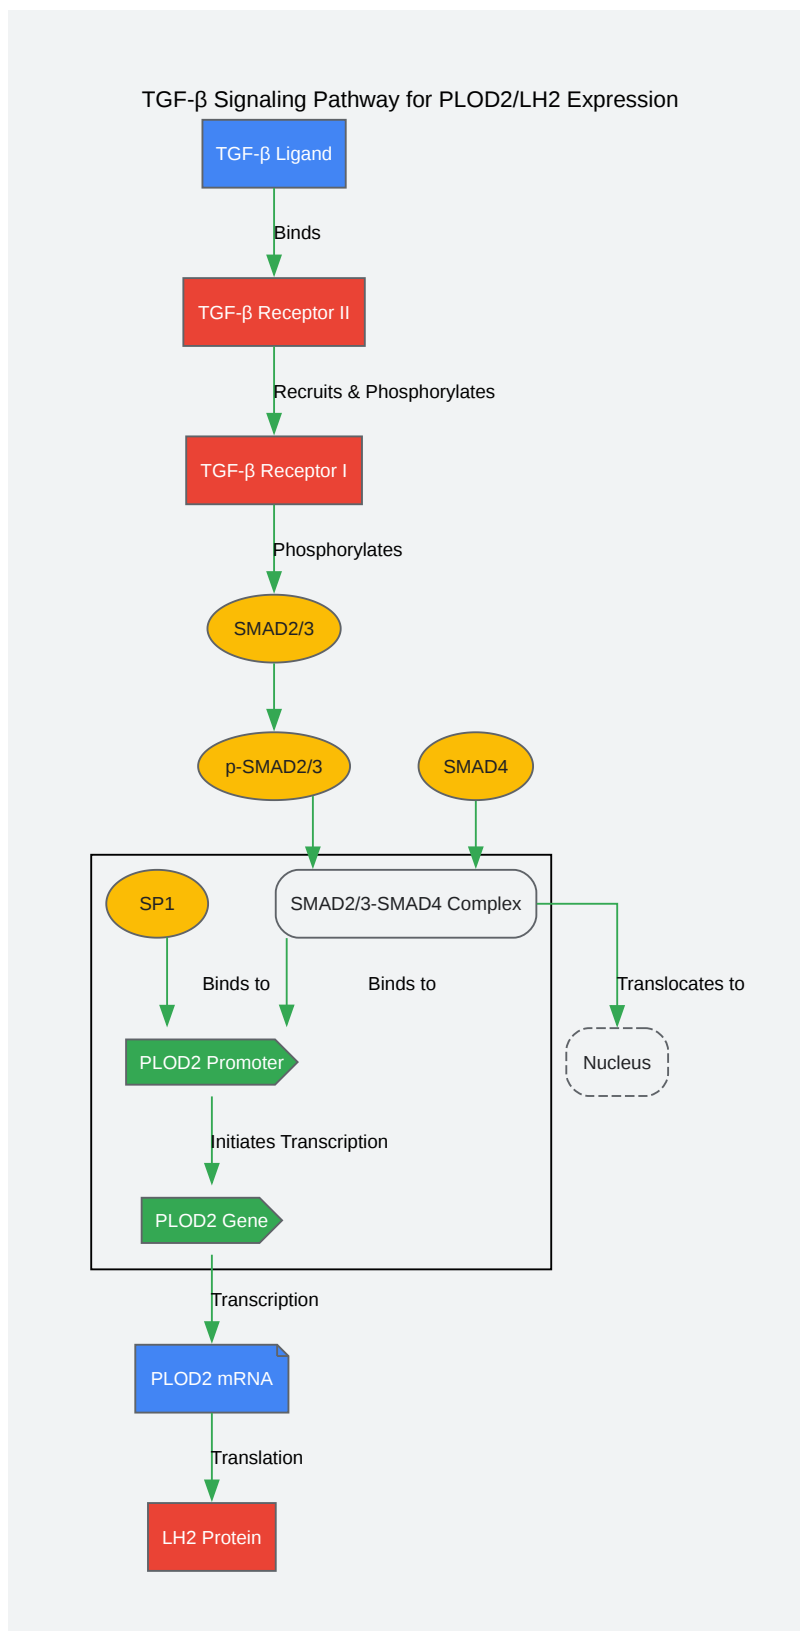 TGF-β Signaling Pathway for PLOD2/LH2 Expression
TGF-β Ligand
Binds
TGF-β Receptor II
Recruits & Phosphorylates
TGF-β Receptor I
Phosphorylates
SMAD2/3
p-SMAD2/3
SMAD4
SP1
SMAD2/3-SMAD4 Complex
Binds to
Binds to
Translocates to
PLOD2 Promoter
Nucleus
Initiates Transcription
PLOD2 Gene
Transcription
PLOD2 mRNA
Translation
LH2 Protein